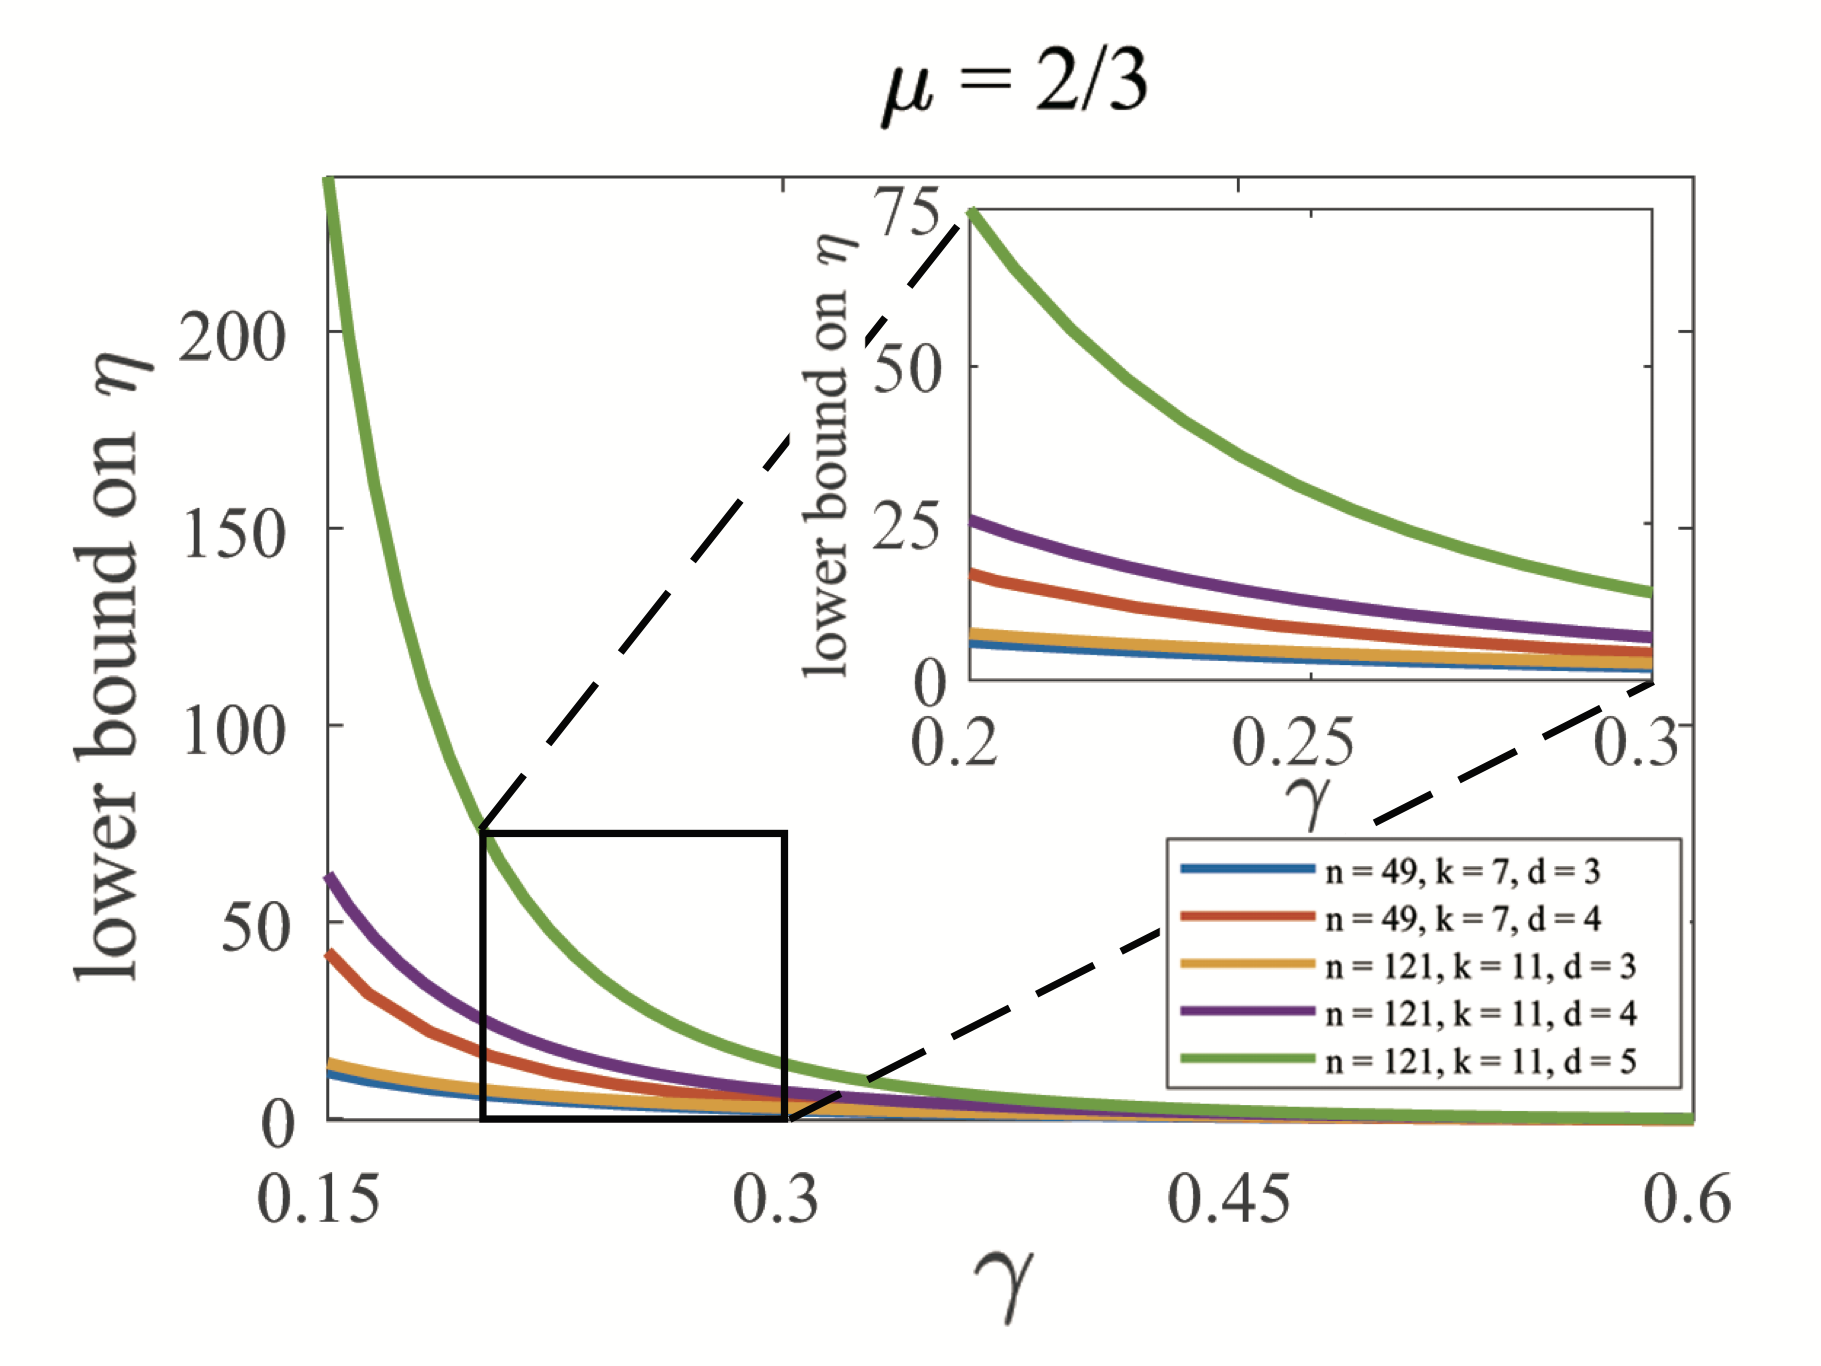 μ = 2/3
lower bound on η
200
150
100
50
0
0.15 0.3 0.45 0.6
γ
lower bound on η
75
50
25
0
0.2 0.25 0.3
γ
n = 49, k = 7, d = 3
n = 49, k = 7, d = 4
n = 121, k = 11, d = 3
n = 121, k = 11, d = 4
n = 121, k = 11, d = 5